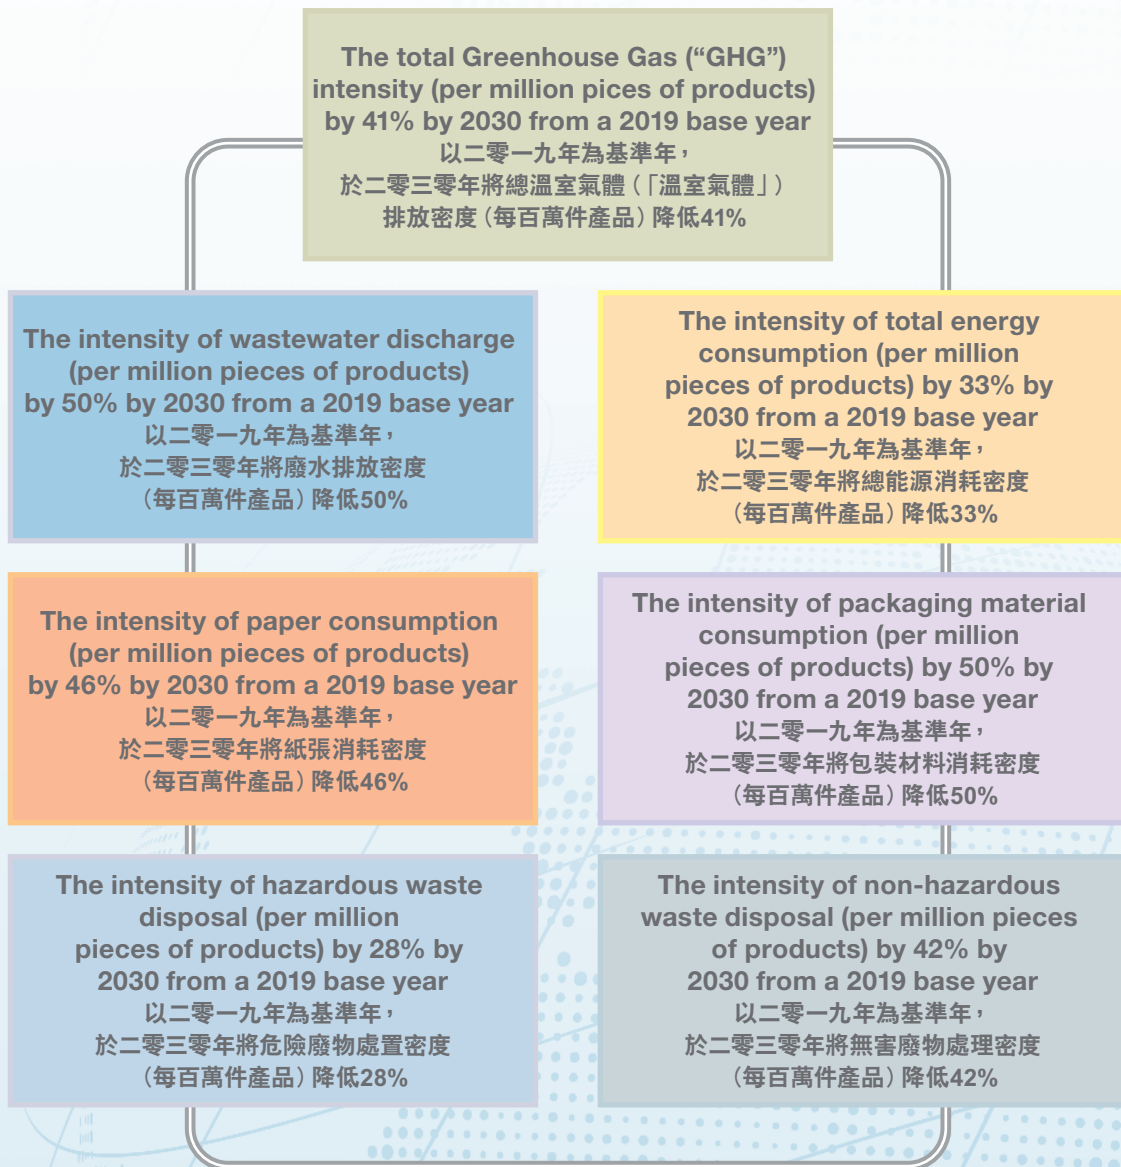 The total Greenhouse Gas (“GHG”)
intensity (per million pices of products)
by 41% by 2030 from a 2019 base year
以二零一九年為基準年，
於二零三零年將總溫室氣體（「溫室氣體」）
排放密度（每百萬件產品）降低41%
The intensity of wastewater discharge
(per million pieces of products)
by 50% by 2030 from a 2019 base year
以二零一九年為基準年，
於二零三零年將廢水排放密度
（每百萬件產品）降低50%
The intensity of total energy
consumption (per million
pieces of products) by 33% by
2030 from a 2019 base year
以二零一九年為基準年，
於二零三零年將總能源消耗密度
（每百萬件產品）降低33%
The intensity of paper consumption
(per million pieces of products)
by 46% by 2030 from a 2019 base year
以二零一九年為基準年，
於二零三零年將紙張消耗密度
（每百萬件產品）降低46%
The intensity of packaging material
consumption (per million
pieces of products) by 50% by
2030 from a 2019 base year
以二零一九年為基準年，
於二零三零年將包裝材料消耗密度
（每百萬件產品）降低50%
The intensity of hazardous waste
disposal (per million
pieces of products) by 28% by
2030 from a 2019 base year
以二零一九年為基準年，
於二零三零年將危險廢物處置密度
（每百萬件產品）降低28%
The intensity of non-hazardous
waste disposal (per million pieces
of products) by 42% by
2030 from a 2019 base year
以二零一九年為基準年，
於二零三零年將無害廢物處理密度
（每百萬件產品）降低42%